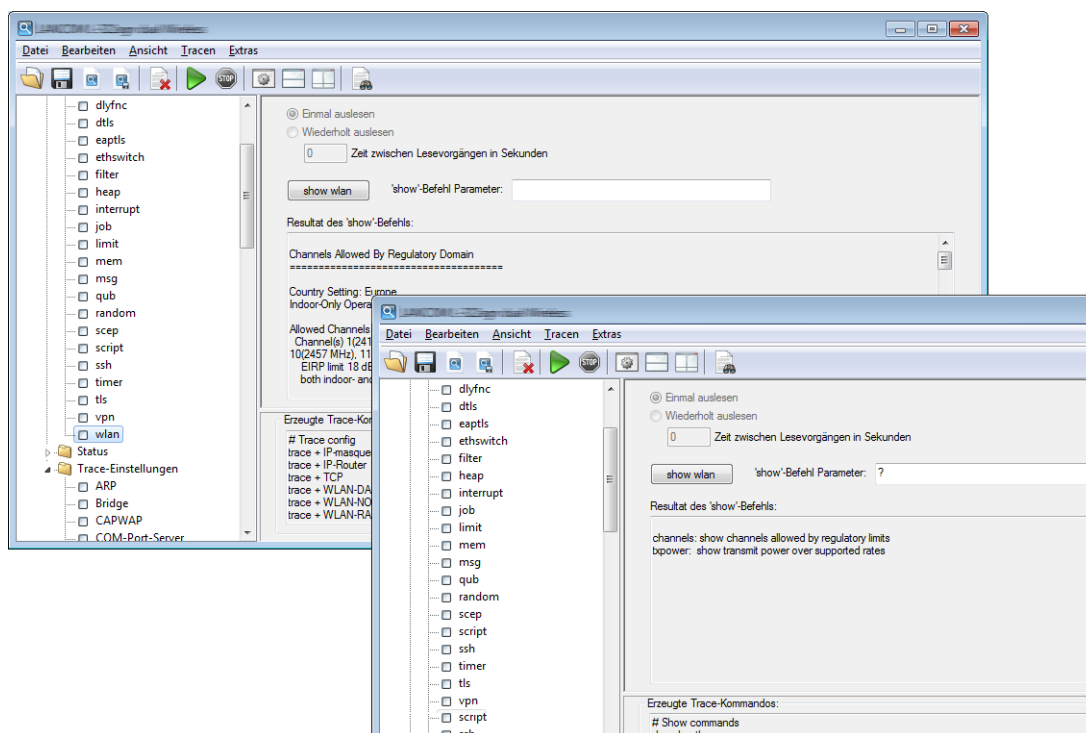 Datei Bearbeiten Ansicht Tracen Extras
STOP
dlyfnc
dtls
eaptls
ethswitch
filter
heap
interrupt
job
limit
mem
msg
qub
random
scep
script
ssh
timer
tls
vpn
wlan
Status
Trace-Einstellungen
ARP
Bridge
CAPWAP
COM-Port-Server
Einmal auslesen
Wiederholt auslesen
0 Zeit zwischen Lesevorgängen in Sekunden
show wlan 'show'-Befehl Parameter:
Resultat des 'show'-Befehls:
Channels Allowed By Regulatory Domain
=====================================
Country Setting: Europe
Indoor-Only Opera
Allowed Channels
Channel(s) 1(241
10(2457 MHz), 11
EIRP limit 18 dB
both indoor- and
Erzeugte Trace-Kor
# Trace config
trace + IP-masque
trace + IP-Router
trace + TCP
trace + WLAN-DA
trace + WLAN-NO
trace + WLAN-RA
Datei Bearbeiten Ansicht Tracen Extras
STOP
dlyfnc
dtls
eaptls
ethswitch
filter
heap
interrupt
job
limit
mem
msg
qub
random
scep
script
ssh
timer
tls
vpn
script
Einmal auslesen
Wiederholt auslesen
0 Zeit zwischen Lesevorgängen in Sekunden
show wlan 'show'-Befehl Parameter: ?
Resultat des 'show'-Befehls:
channels: show channels allowed by regulatory limits
txpower: show transmit power over supported rates
Erzeugte Trace-Kommandos:
# Show commands